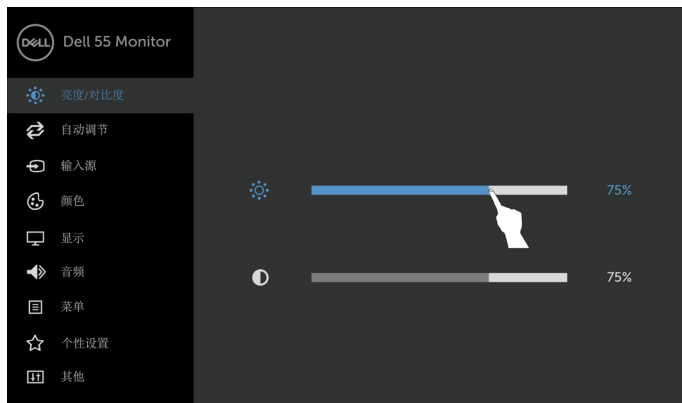 DELL
Dell 55 Monitor
亮度/对比度
自动调节
输入源
颜色
显示
音频
菜单
个性设置
其他
75%
75%